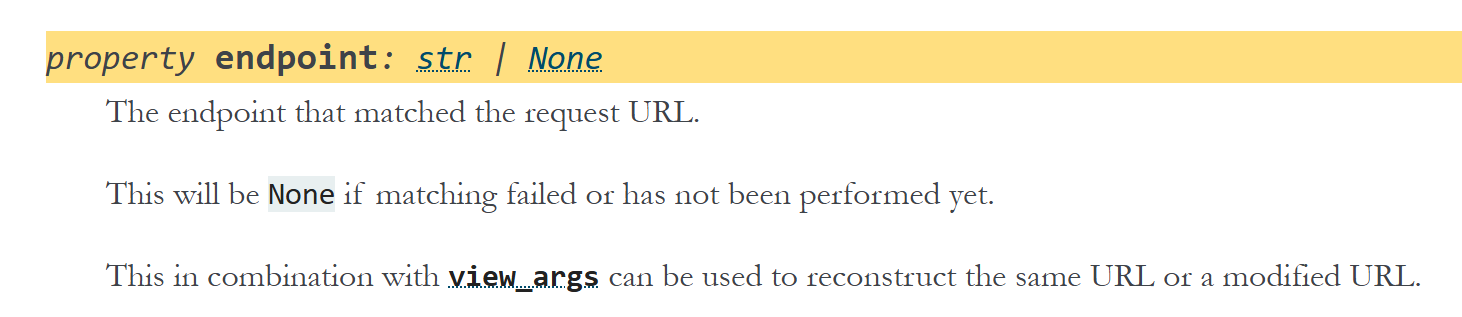 property endpoint: str | None
The endpoint that matched the request URL.
This will be None if matching failed or has not been performed yet.
This in combination with view_args can be used to reconstruct the same URL or a modified URL.